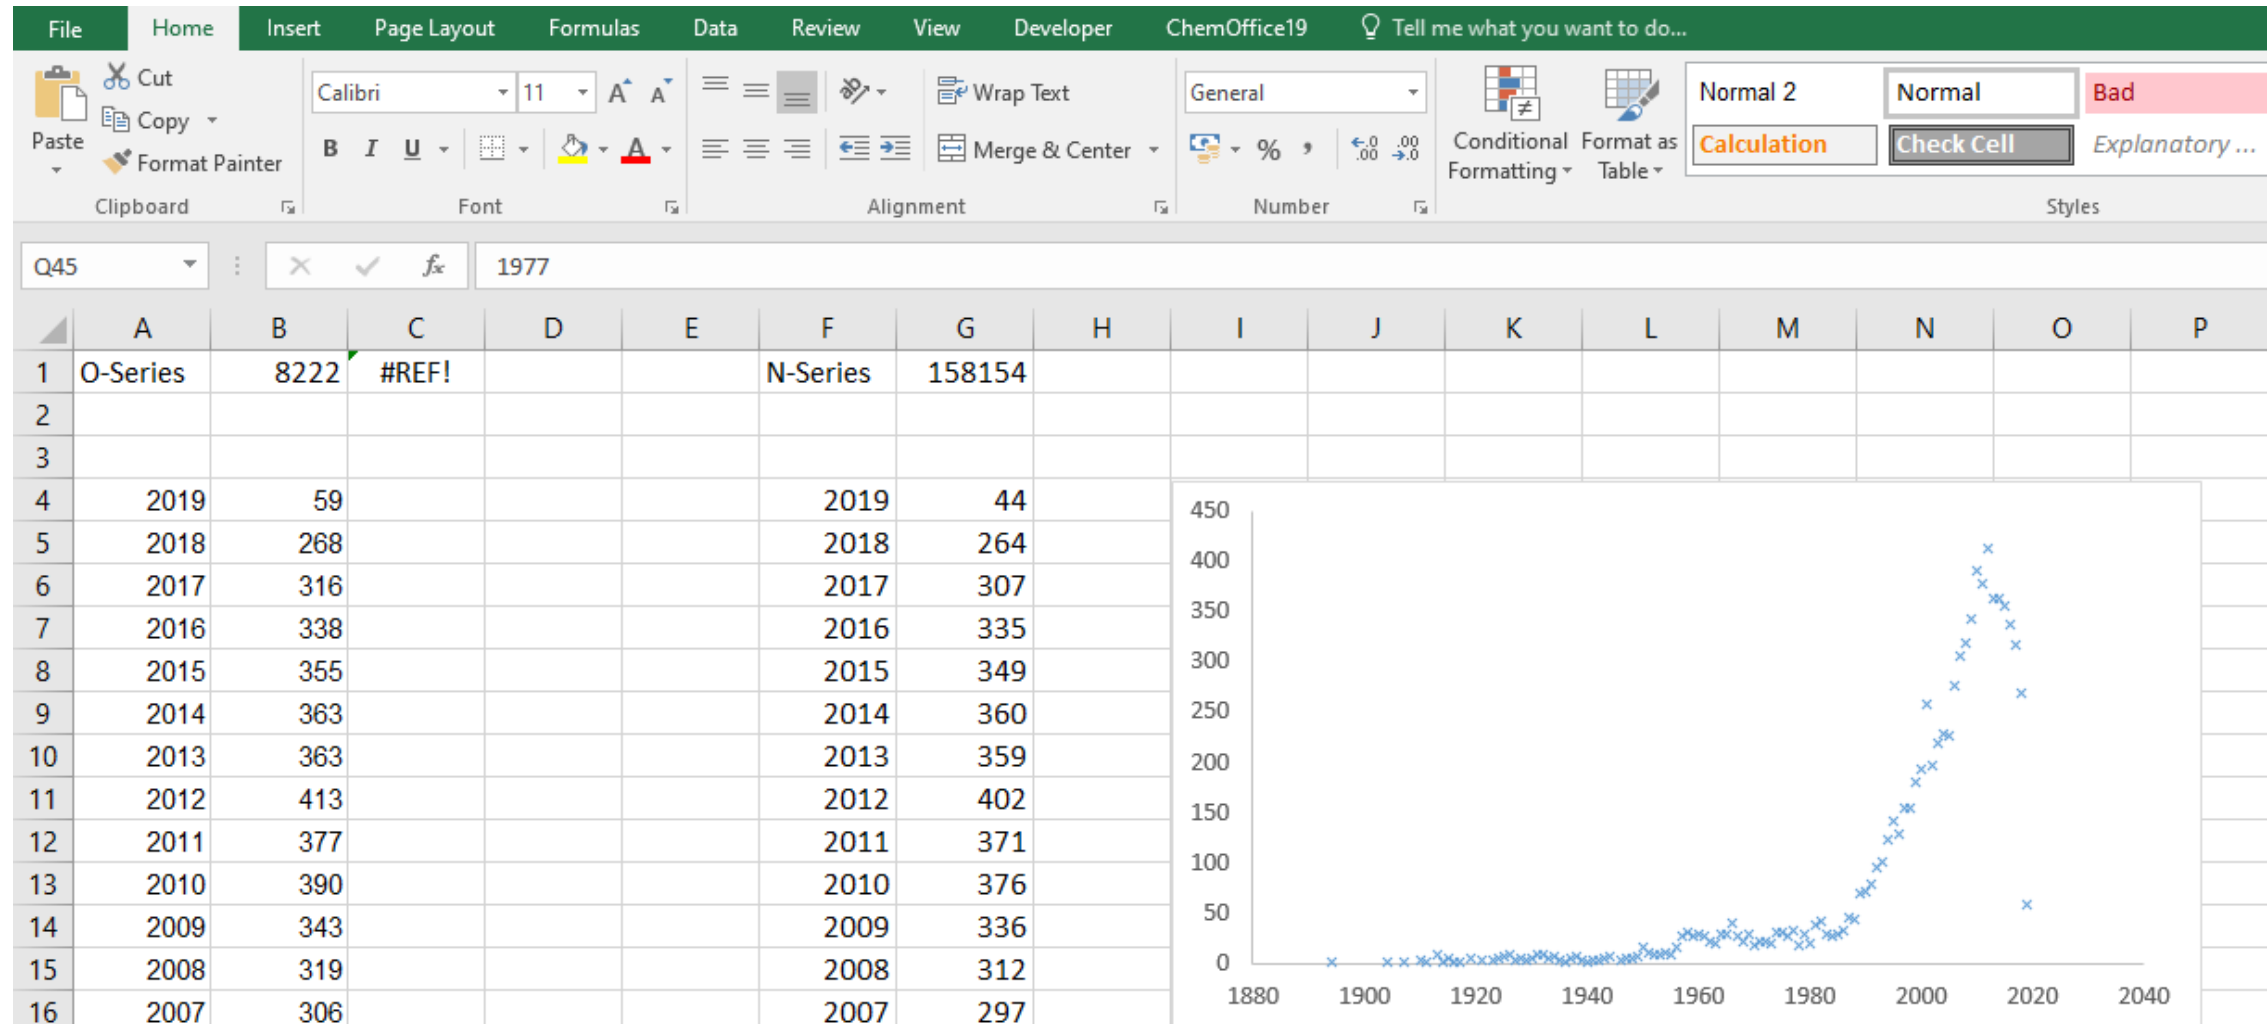 File Home Insert Page Layout Formulas Data Review View Developer ChemOffice19 Tell me what you want to do...
Cut
Copy
Format Painter
Paste
Clipboard
Calibri 11 A A
B I U A
Font
Wrap Text
Merge & Center
Alignment
General
% , .0 .00 .00 .0
Number
Conditional Formatting
Format as Table
Normal 2 Normal Bad
Calculation Check Cell Explanatory ...
Styles
Q45 fx 1977
A B C D E F G H I J K L M N O P
1 O-Series 8222 #REF! N-Series 158154
2
3
4 2019 59 2019 44
5 2018 268 2018 264
6 2017 316 2017 307
7 2016 338 2016 335
8 2015 355 2015 349
9 2014 363 2014 360
10 2013 363 2013 359
11 2012 413 2012 402
12 2011 377 2011 371
13 2010 390 2010 376
14 2009 343 2009 336
15 2008 319 2008 312
16 2007 306 2007 297
450
400
350
300
250
200
150
100
50
0
1880 1900 1920 1940 1960 1980 2000 2020 2040